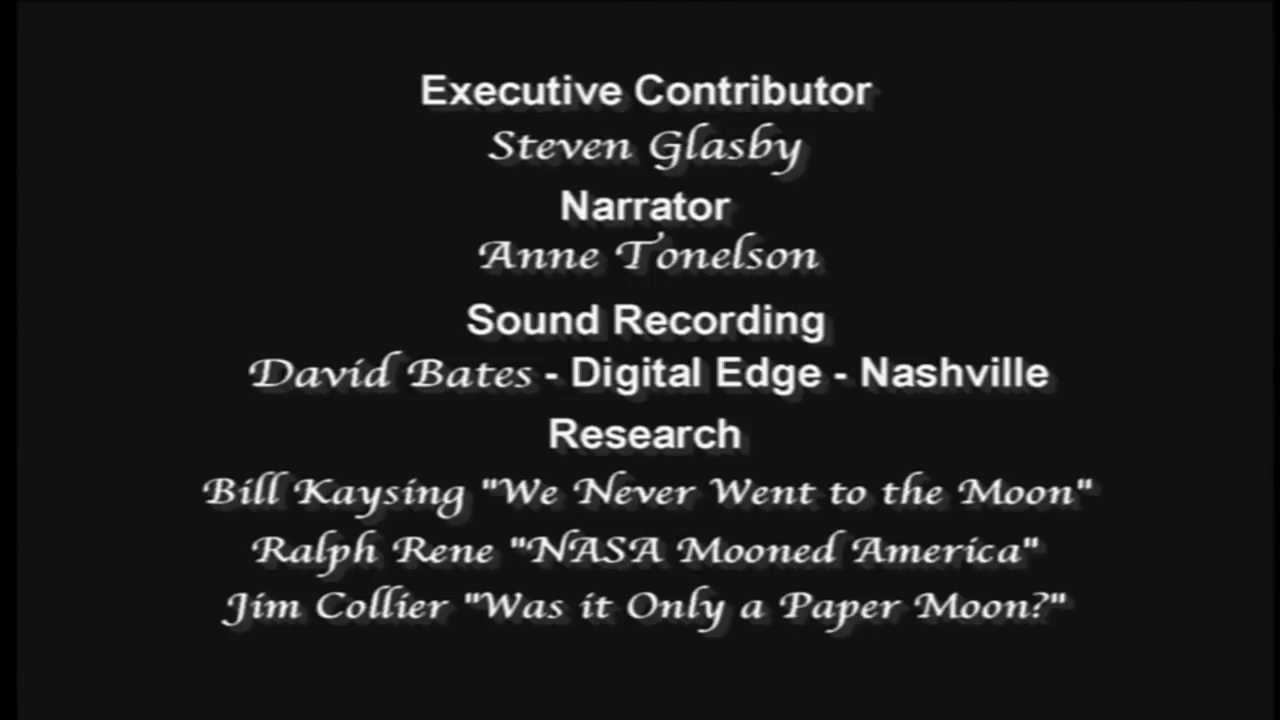 Executive Contributor
Steven Glasby
Narrator
Anne Tonelson
Sound Recording
David Bates - Digital Edge - Nashville
Research
Bill Kaysing "We Never Went to the Moon"
Ralph Rene "NASA Mooned America"
Jim Collier "Was it Only a Paper Moon?"